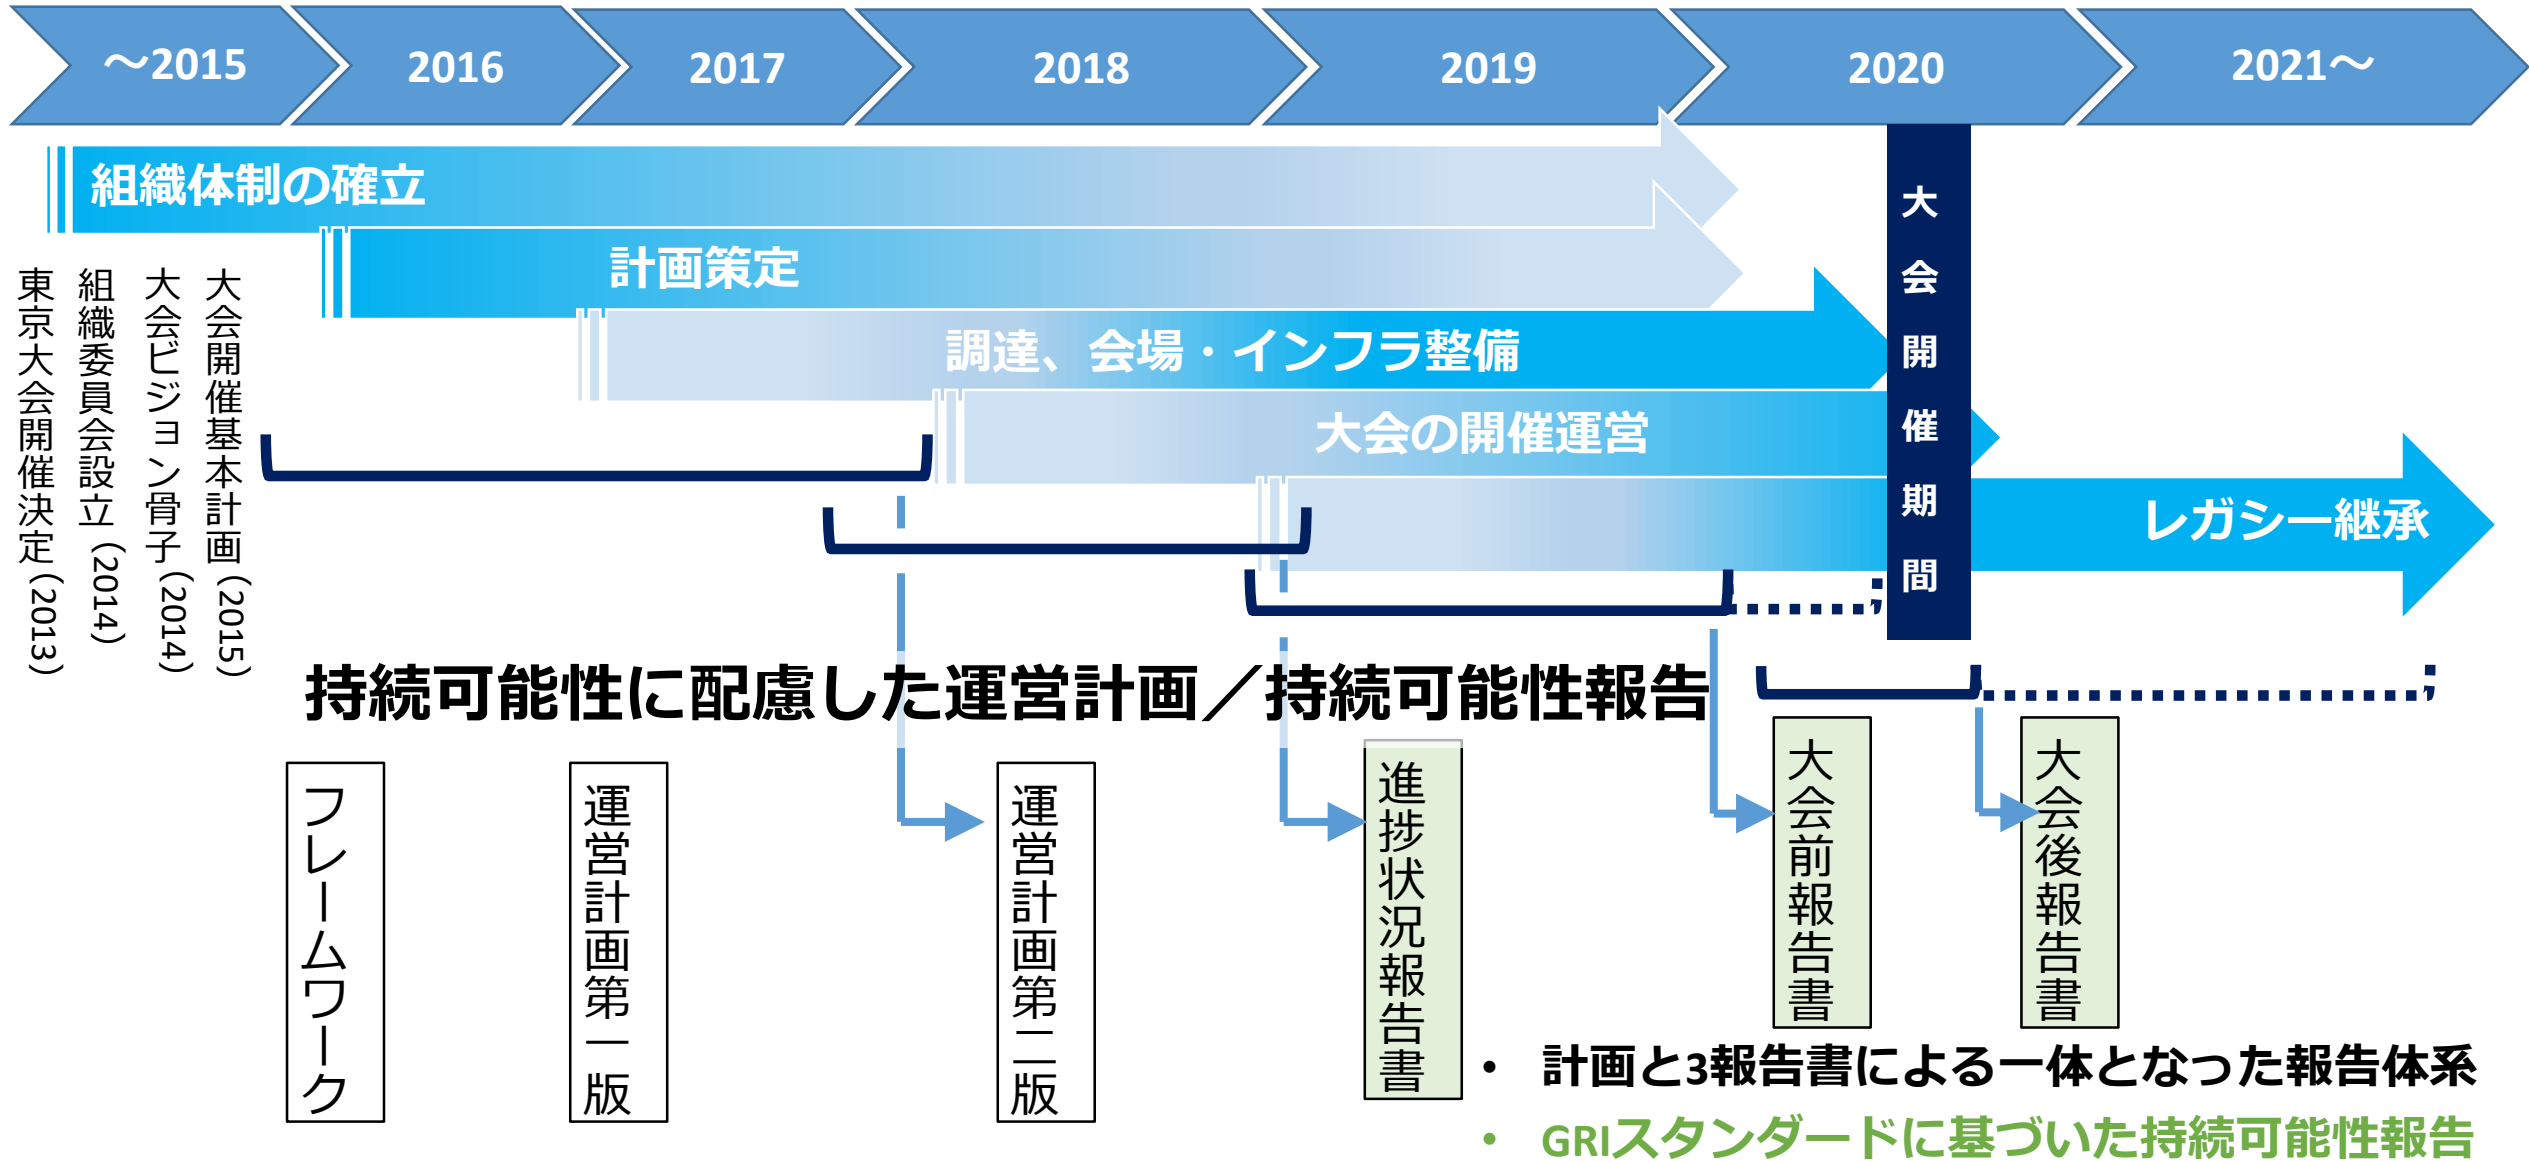 ～2015
2016
2017
2018
2019
2020
2021～
組織体制の確立
計画策定
調達、会場・インフラ整備
大会の開催運営
レガシー継承
大会開催期間
東京大会開催決定(2013)
組織委員会設立(2014)
大会ビジョン骨子(2014)
大会開催基本計画(2015)
持続可能性に配慮した運営計画／持続可能性報告
フレームワーク
運営計画第一版
運営計画第二版
進捗状況報告書
大会前報告書
大会後報告書
• 計画と3報告書による一体となった報告体系
• GRIスタンダードに基づいた持続可能性報告